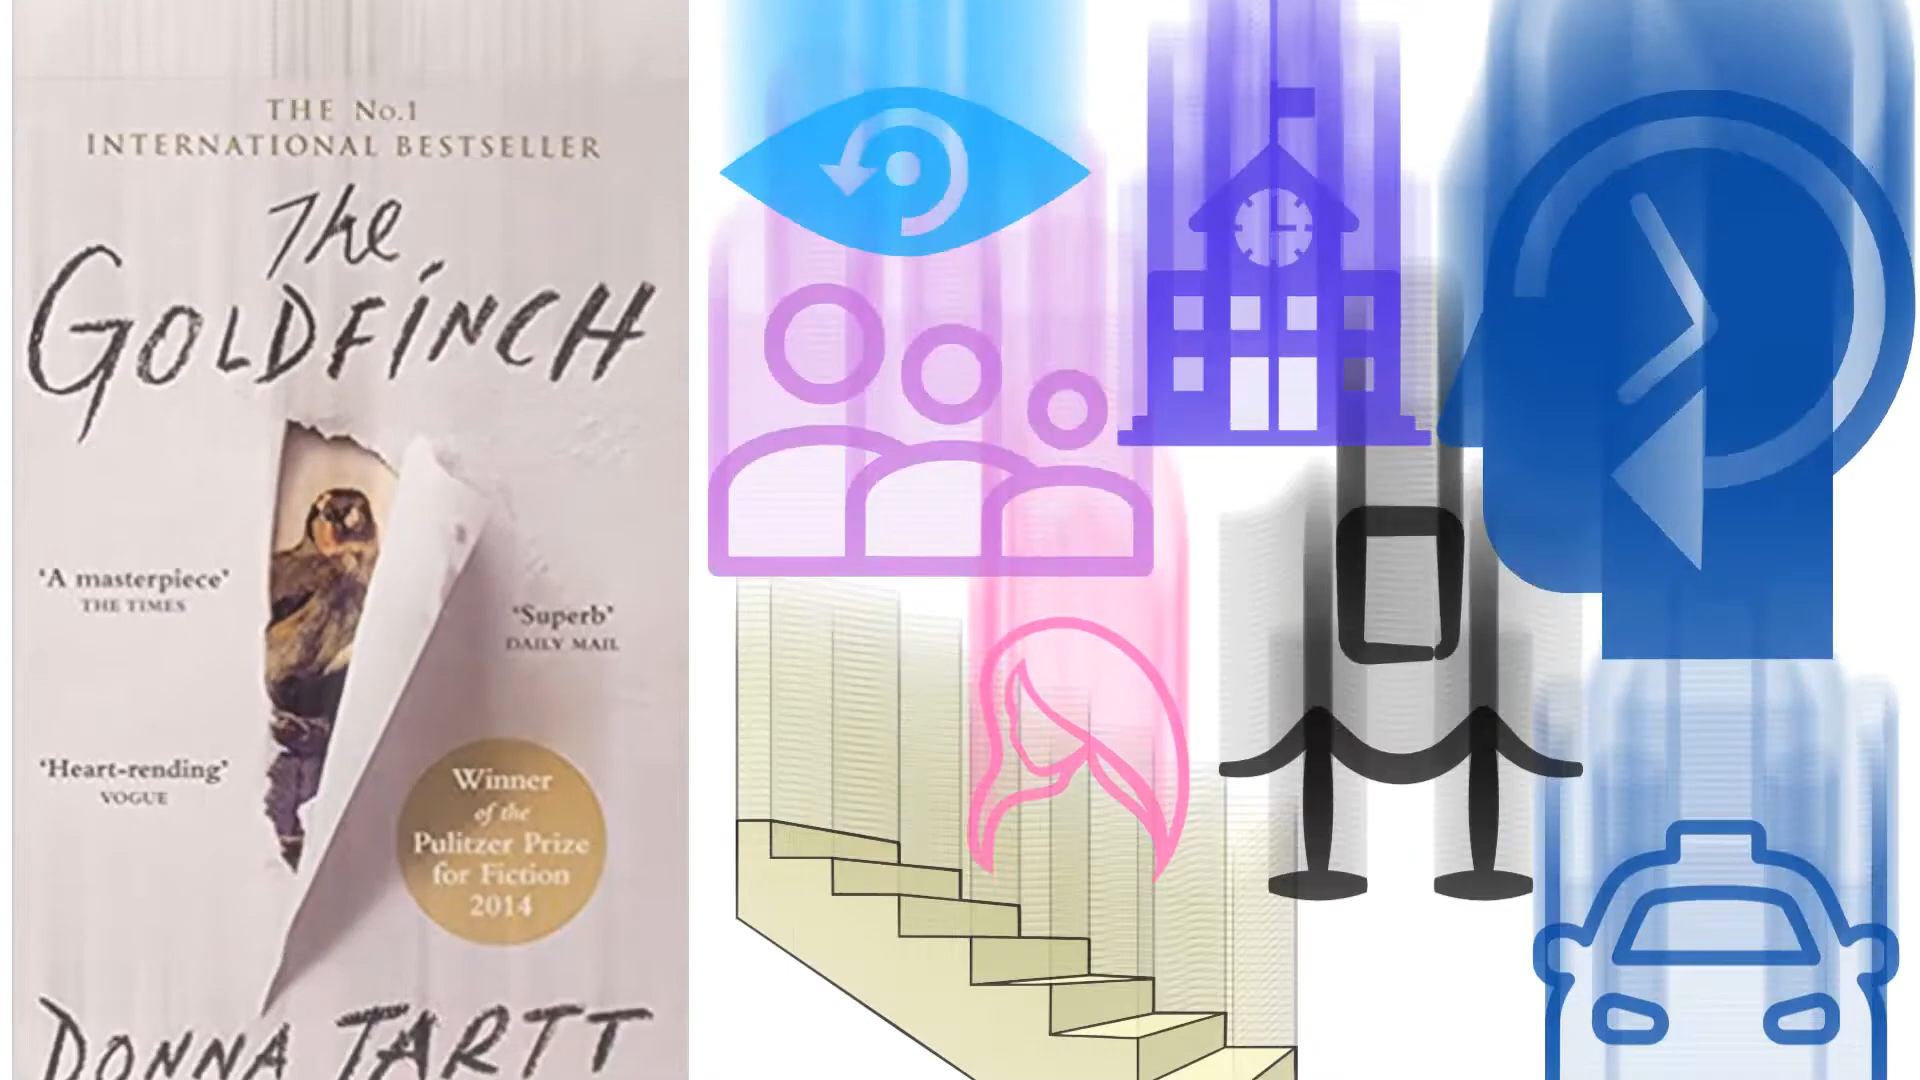 THE No.1
INTERNATIONAL BESTSELLER
The
GOLDFINCH
'A masterpiece'
THE TIMES
'Superb'
DAILY MAIL
'Heart-rending'
VOGUE
Winner
of the
Pulitzer Prize
for Fiction
2014
DONNA TARTT